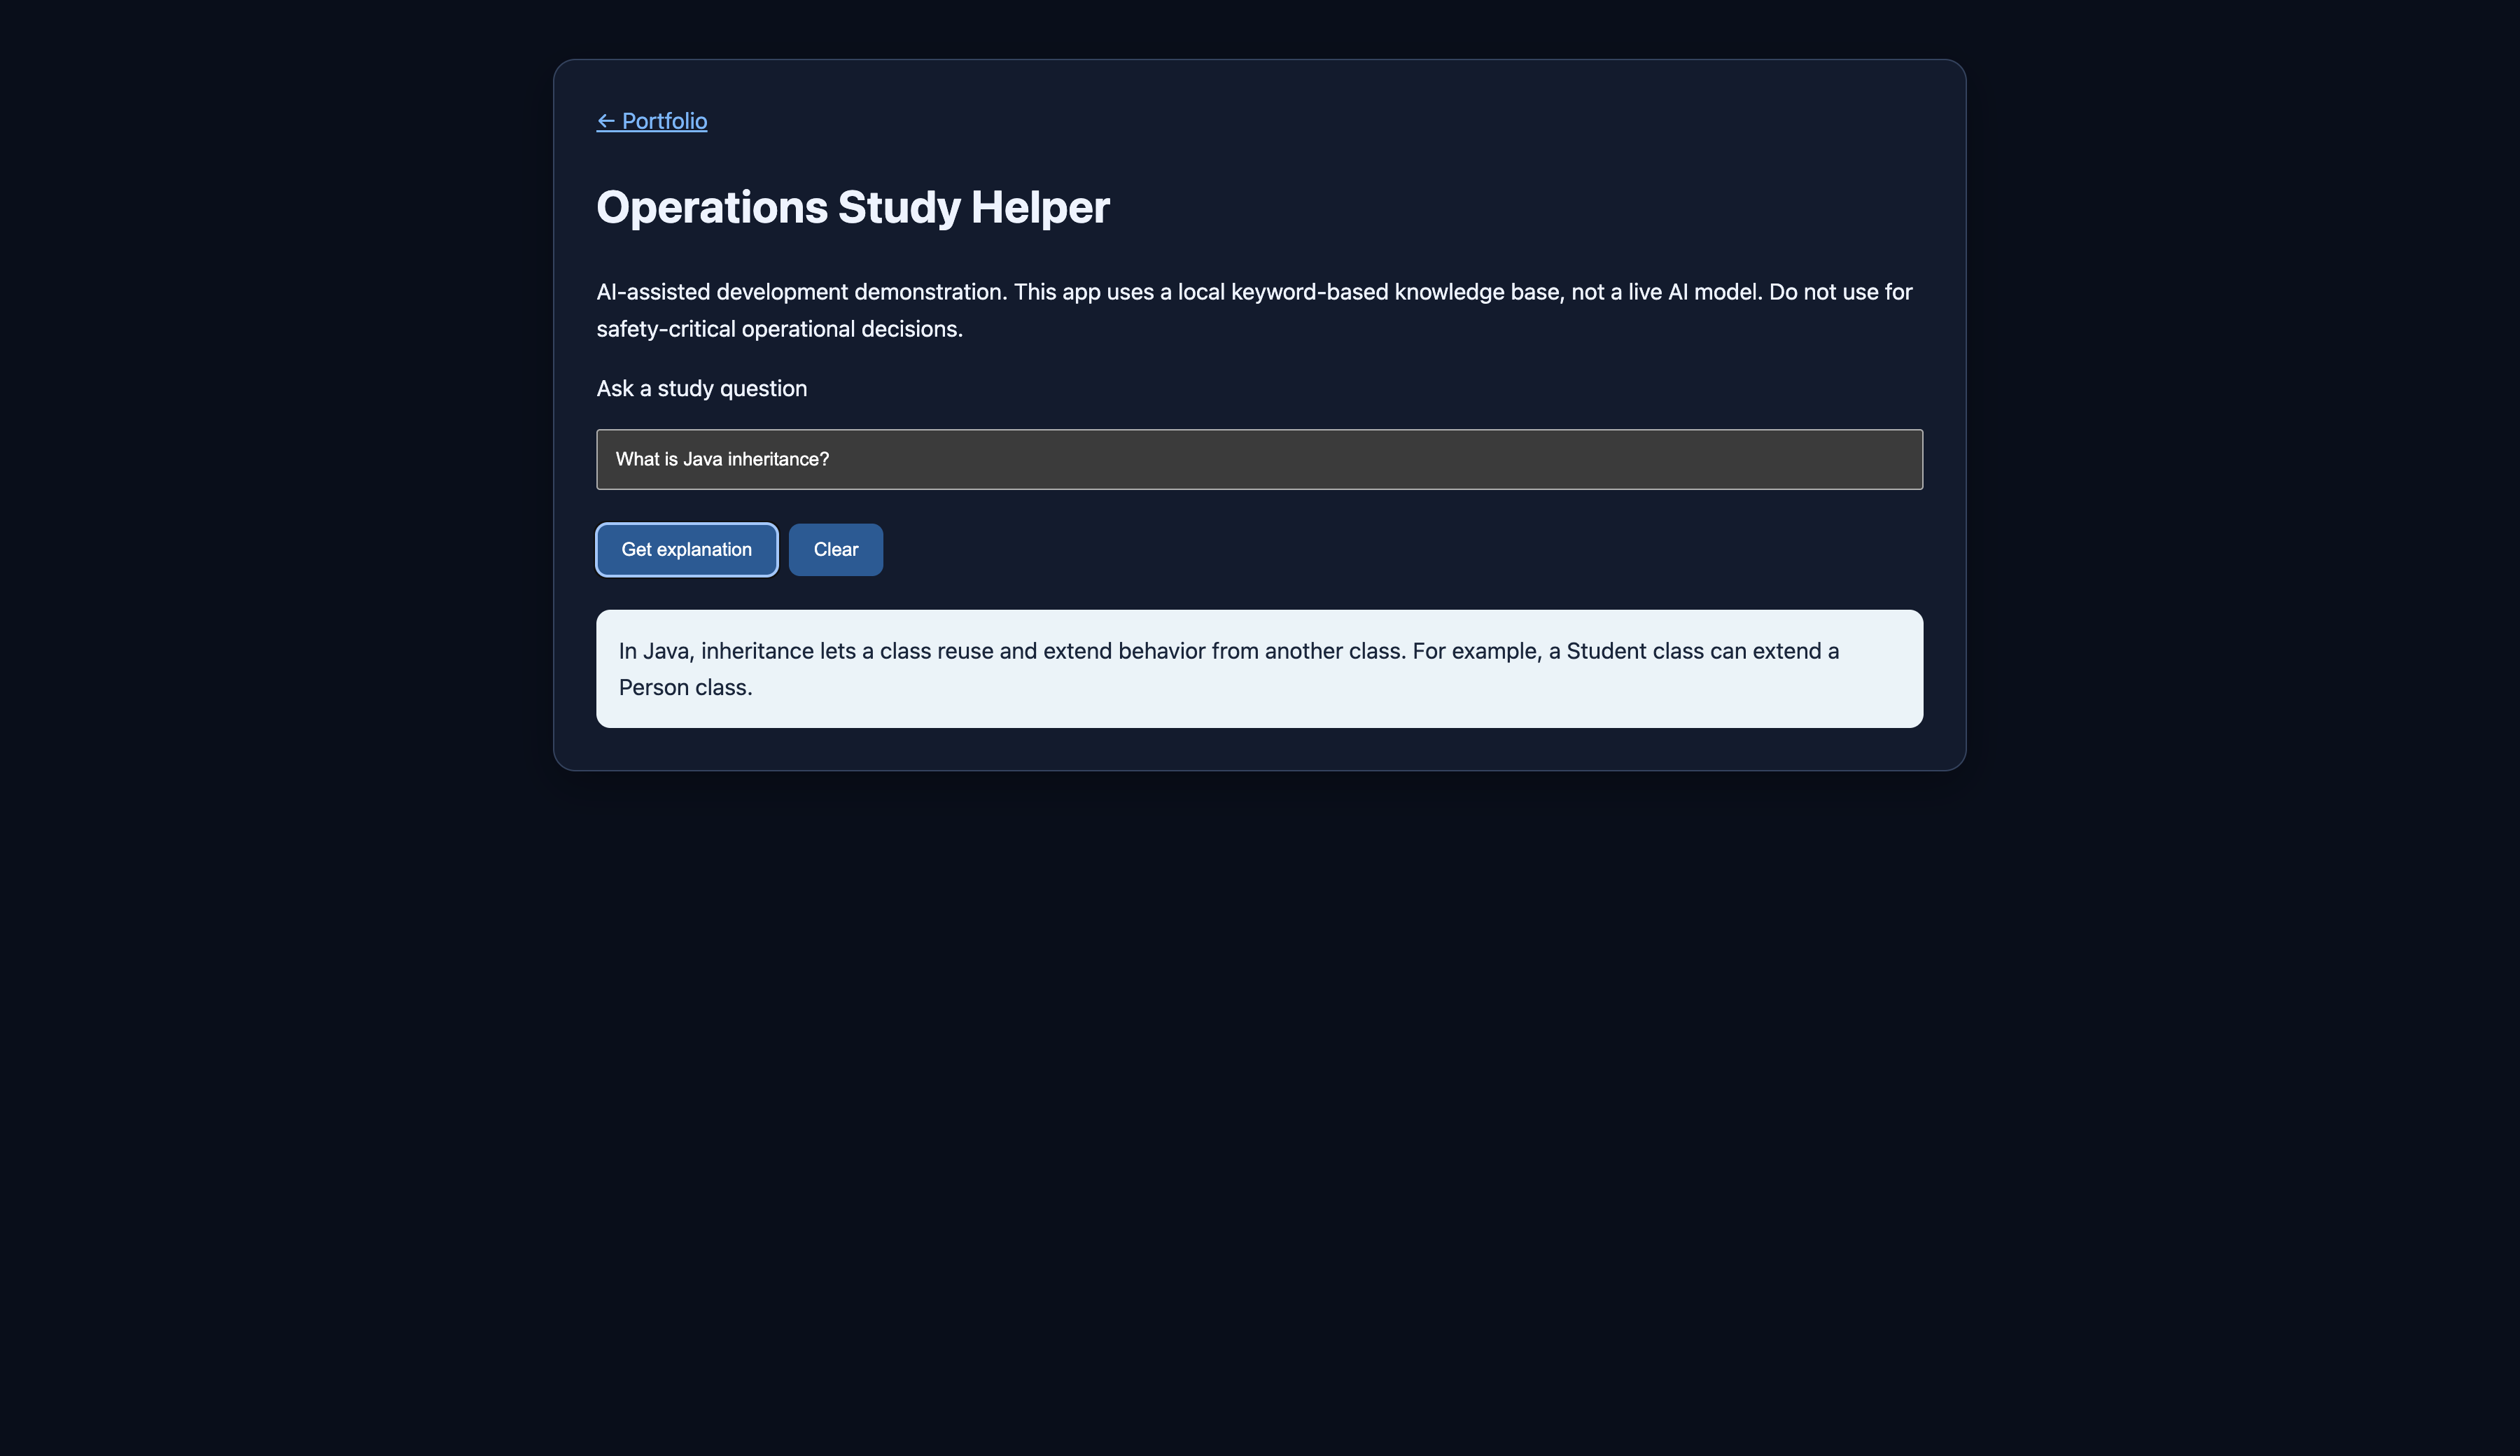 ← Portfolio
Operations Study Helper
AI-assisted development demonstration. This app uses a local keyword-based knowledge base, not a live AI model. Do not use for
safety-critical operational decisions.
Ask a study question
What is Java inheritance?
Get explanation Clear
In Java, inheritance lets a class reuse and extend behavior from another class. For example, a Student class can extend a
Person class.